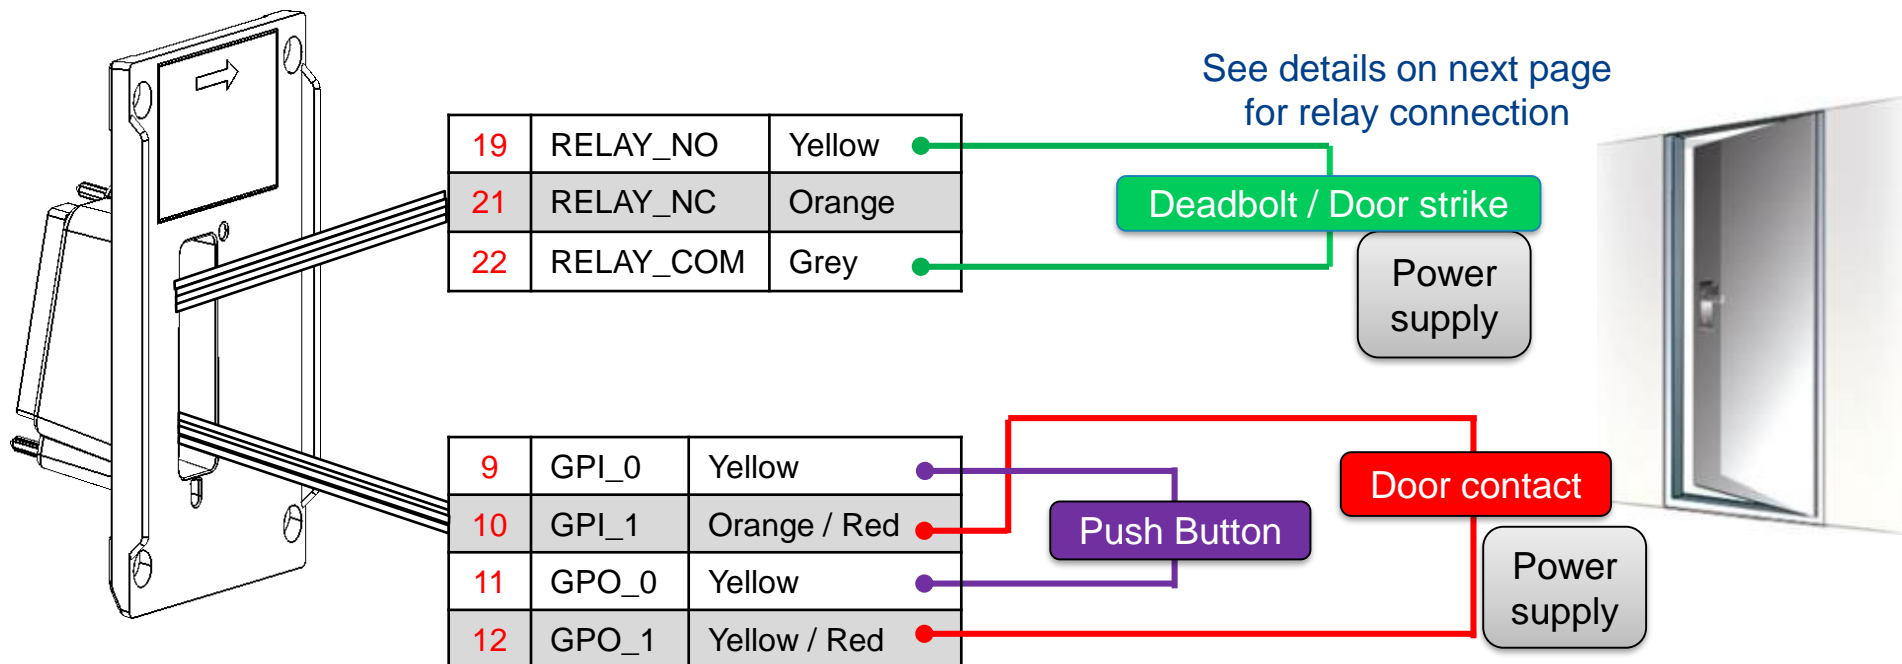 See details on next page
for relay connection
19 RELAY_NO Yellow
21 RELAY_NC Orange
22 RELAY_COM Grey
Deadbolt / Door strike
Power
supply
9 GPI_0 Yellow
10 GPI_1 Orange / Red
11 GPO_0 Yellow
12 GPO_1 Yellow / Red
Push Button
Door contact
Power
supply